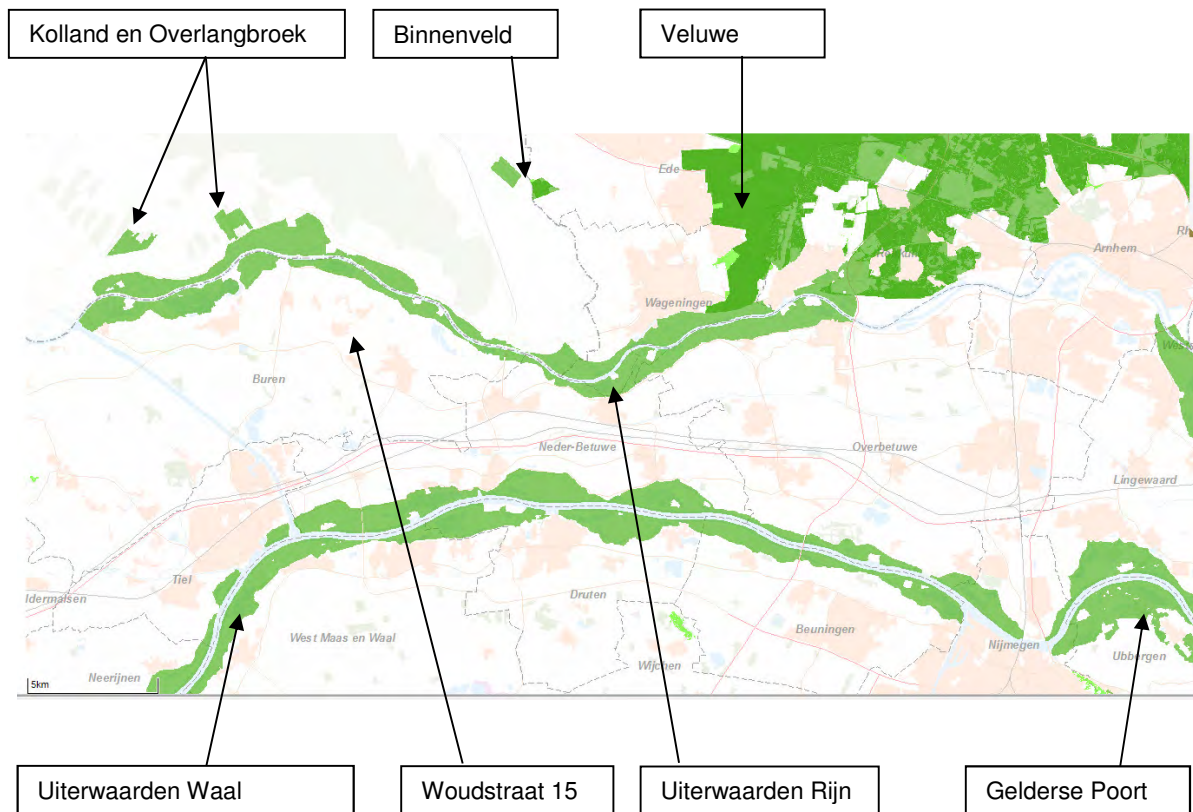 Kolland en Overlangbroek
Binnenveld
Veluwe
Ede
Arnhem
Wageningen
Buren
Neder-Betuwe
Overbetuwe
Lingewaard
Tiel
ldermalsen
Druten
West Maas en Waal
Beuningen
Nijmegen
Ubbergen
Wijchen
Neerijnen
5km
Uiterwaarden Waal
Woudstraat 15
Uiterwaarden Rijn
Gelderse Poort